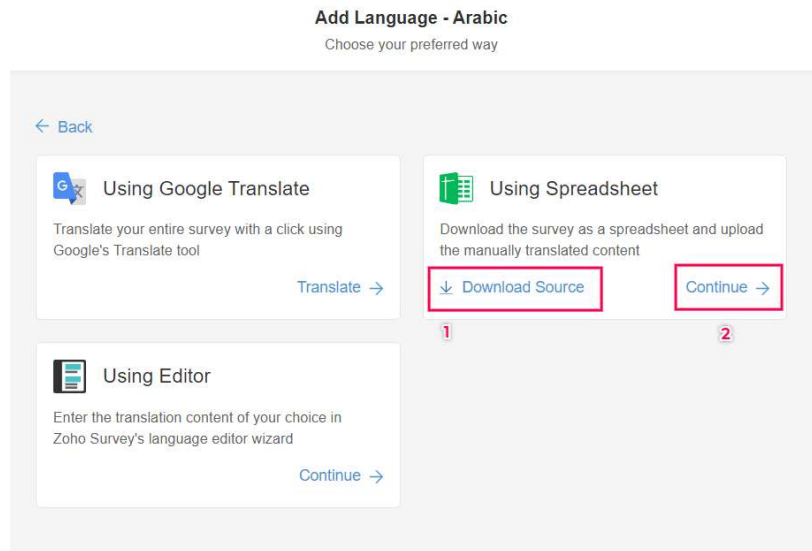 Add Language - Arabic
Choose your preferred way
← Back
Using Google Translate
Translate your entire survey with a click using
Google's Translate tool
Translate →
Using Spreadsheet
Download the survey as a spreadsheet and upload
the manually translated content
Download Source
Continue →
1
2
Using Editor
Enter the translation content of your choice in
Zoho Survey's language editor wizard
Continue →